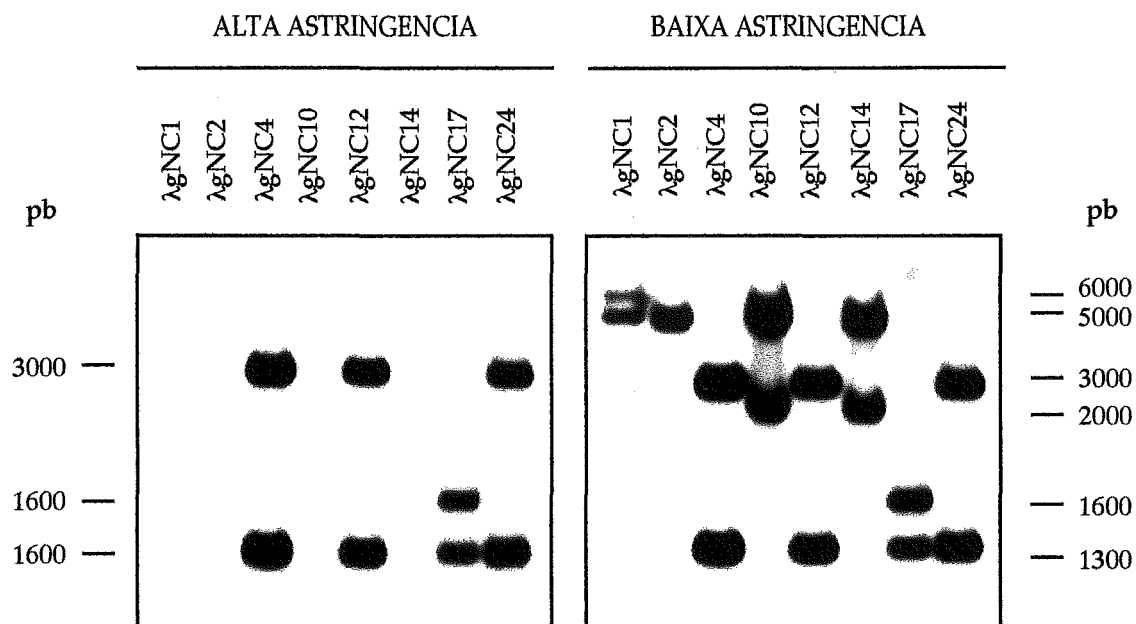 ALTA ASTRINGENCIA
BAIXA ASTRINGENCIA
λgNC1
λgNC2
λgNC4
λgNC10
λgNC12
λgNC14
λgNC17
λgNC24
λgNC1
λgNC2
λgNC4
λgNC10
λgNC12
λgNC14
λgNC17
λgNC24
pb
pb
3000
1600
1600
6000
5000
3000
2000
1600
1300